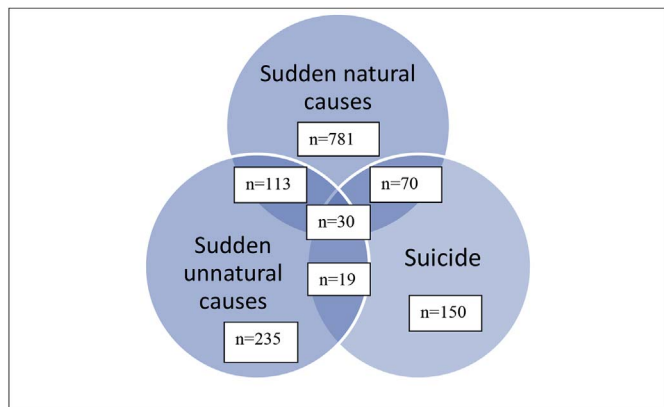 Sudden natural
causes
n=781
n=113
n=70
n=30
Sudden
unnatural
causes
n=19
Suicide
n=235
n=150